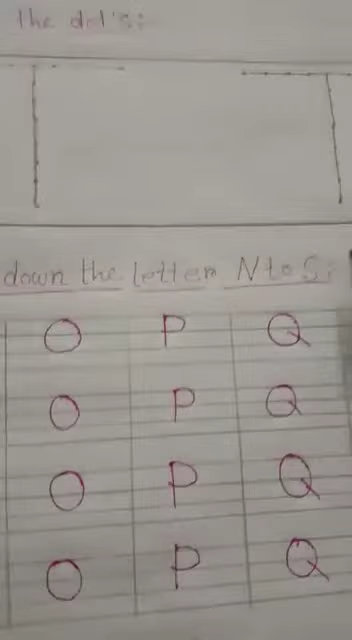 the dot's:
down the letter N to S:
O P Q
O P Q
O P Q
O P Q